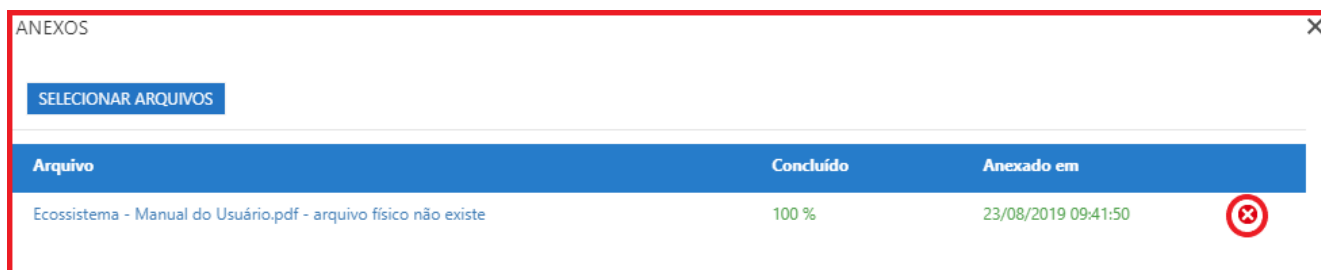 ANEXOS
SELECIONAR ARQUIVOS
Arquivo Concluído Anexado em
Ecossistema - Manual do Usuário.pdf - arquivo físico não existe 100 % 23/08/2019 09:41:50